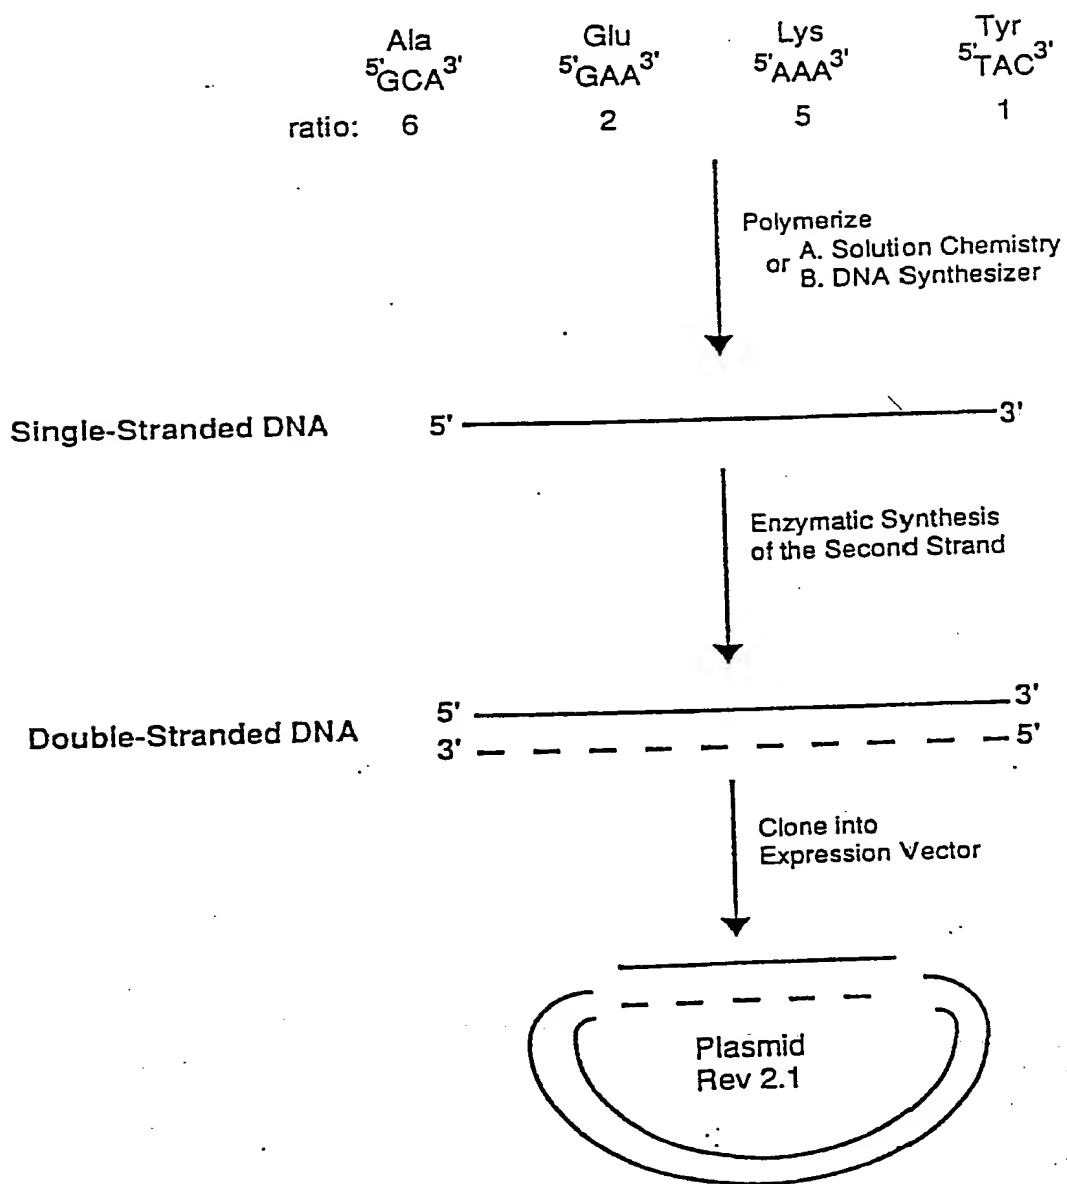 Ala Glu Lys Tyr
5'GCA3' 5'GAA3' 5'AAA3' 5'TAC3'
ratio: 6 2 5 1
Polymerize
or A. Solution Chemistry
B. DNA Synthesizer
Single-Stranded DNA 5' 3'
Enzymatic Synthesis
of the Second Strand
Double-Stranded DNA 5' 3'
3' 5'
Clone into
Expression Vector
Plasmid
Rev 2.1